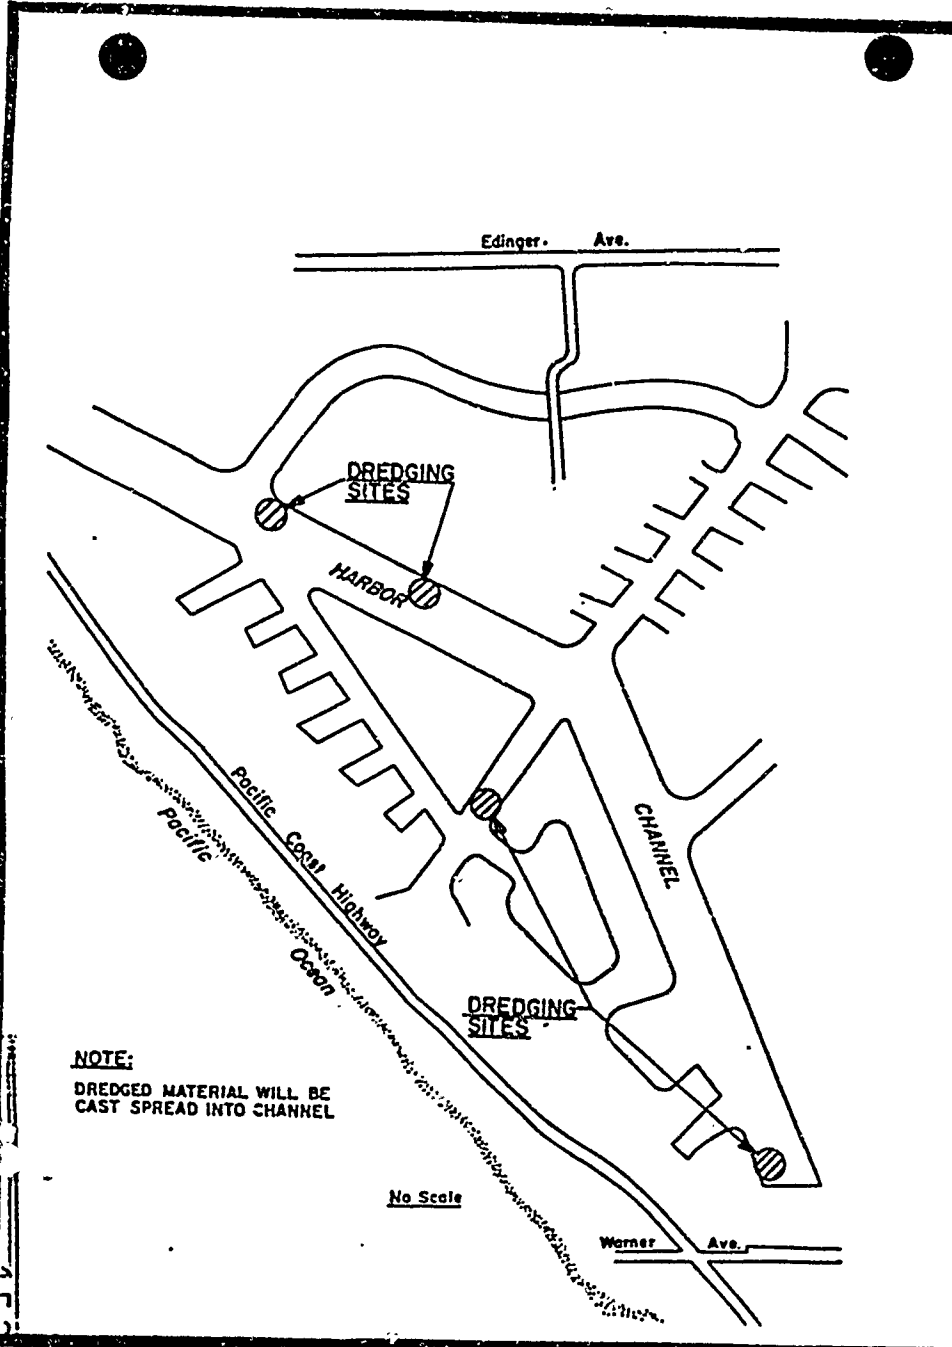 Edinger. Ave.
DREDGING
SITES
HARBOR
CHANNEL
Pacific Coast Highway
Pacific
Ocean
DREDGING
SITES
NOTE:
DREDGED MATERIAL WILL BE
CAST SPREAD INTO CHANNEL
No Scale
Warner Ave.